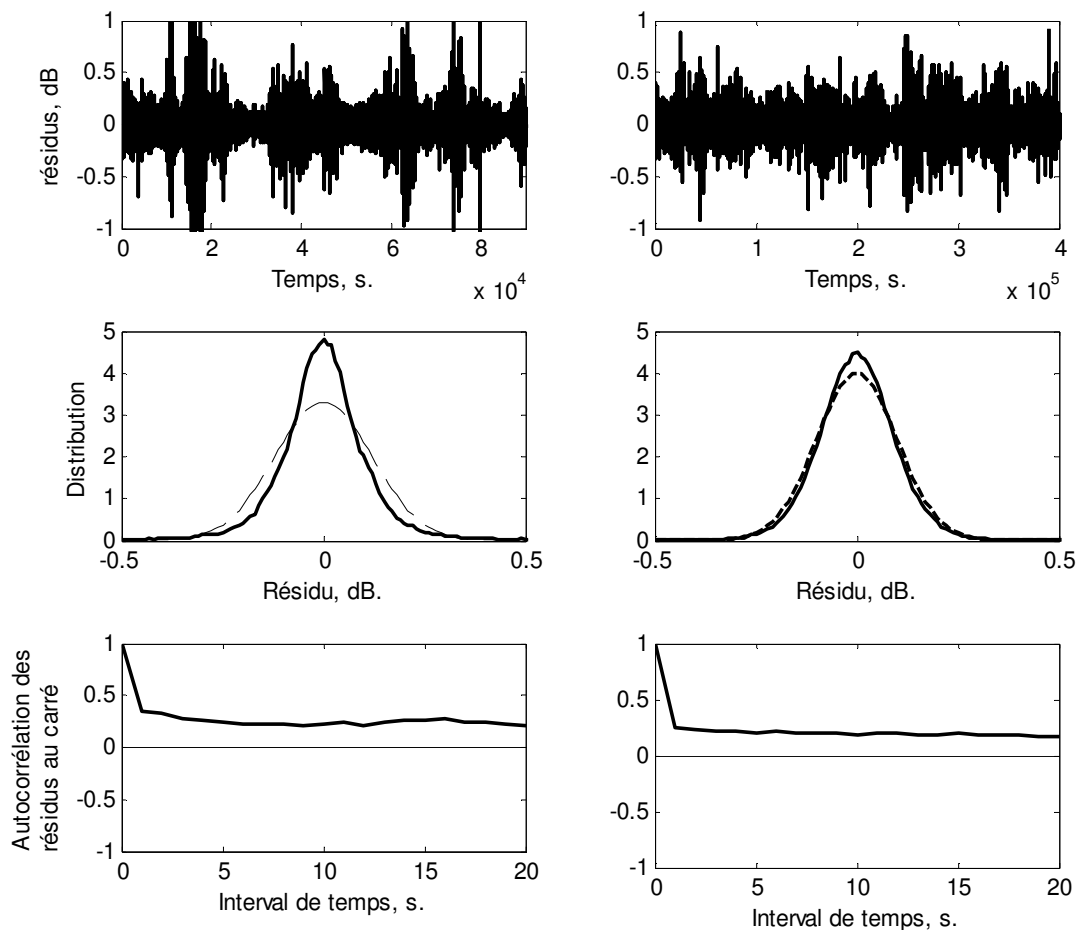 résidus, dB
1
0.5
0
-0.5
-1
0 2 4 6 8
Temps, s.
x 10^4
1
0.5
0
-0.5
-1
0 1 2 3 4
Temps, s.
x 10^5
Distribution
5
4
3
2
1
0
-0.5 0 0.5
Résidu, dB.
5
4
3
2
1
0
-0.5 0 0.5
Résidu, dB.
Autocorrélation des
résidus au carré
1
0.5
0
-0.5
-1
0 5 10 15 20
Interval de temps, s.
1
0.5
0
-0.5
-1
0 5 10 15 20
Interval de temps, s.